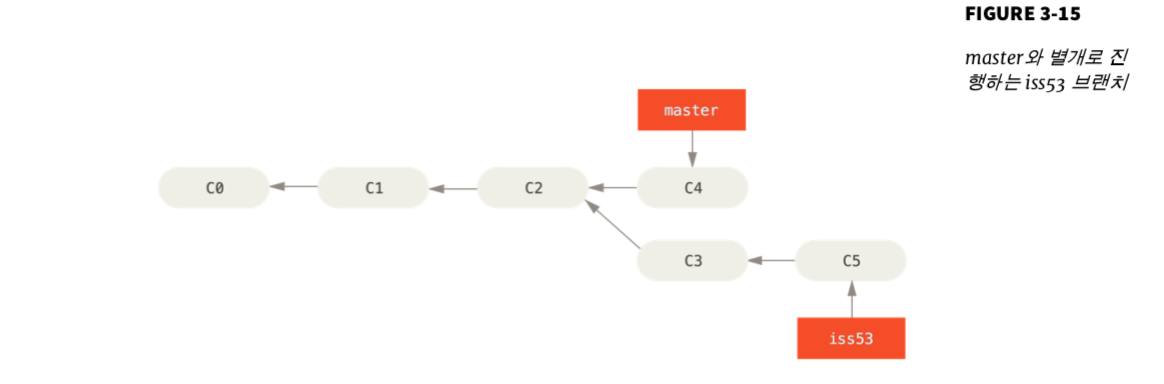 FIGURE 3-15
master와 별개로 진
행하는 iss53 브랜치
master
C0
C1
C2
C4
C3
C5
iss53